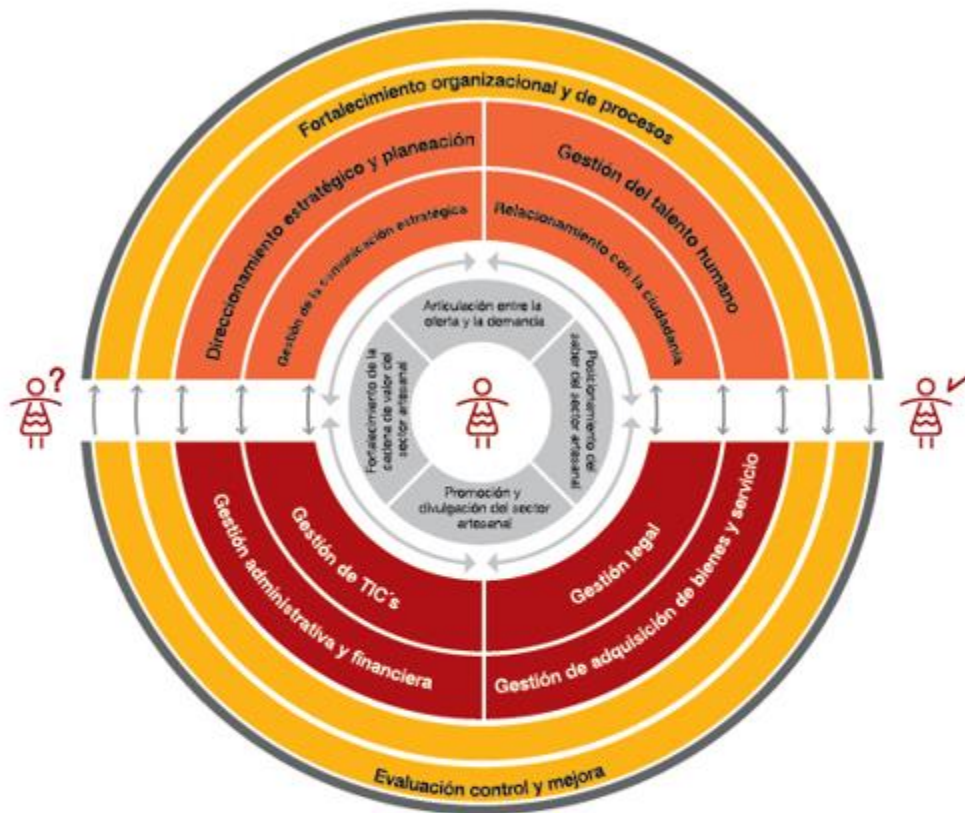 Fortalecimiento organizacional y de procesos
Direccionamiento estratégico y planeación
Gestión del talento humano
Gestión de la comunicación estratégica
Relacionamiento con la ciudadanía
Articulación entre la
oferta y la demanda
Fortalecimiento de la
cadena de valor del
sector artesanal
Posicionamiento del
saber del sector artesanal
Promoción y
divulgación del sector
artesanal
?
Gestión de TIC´s
Gestión legal
Gestión administrativa y financiera
Gestión de adquisición de bienes y servicio
Evaluación control y mejora